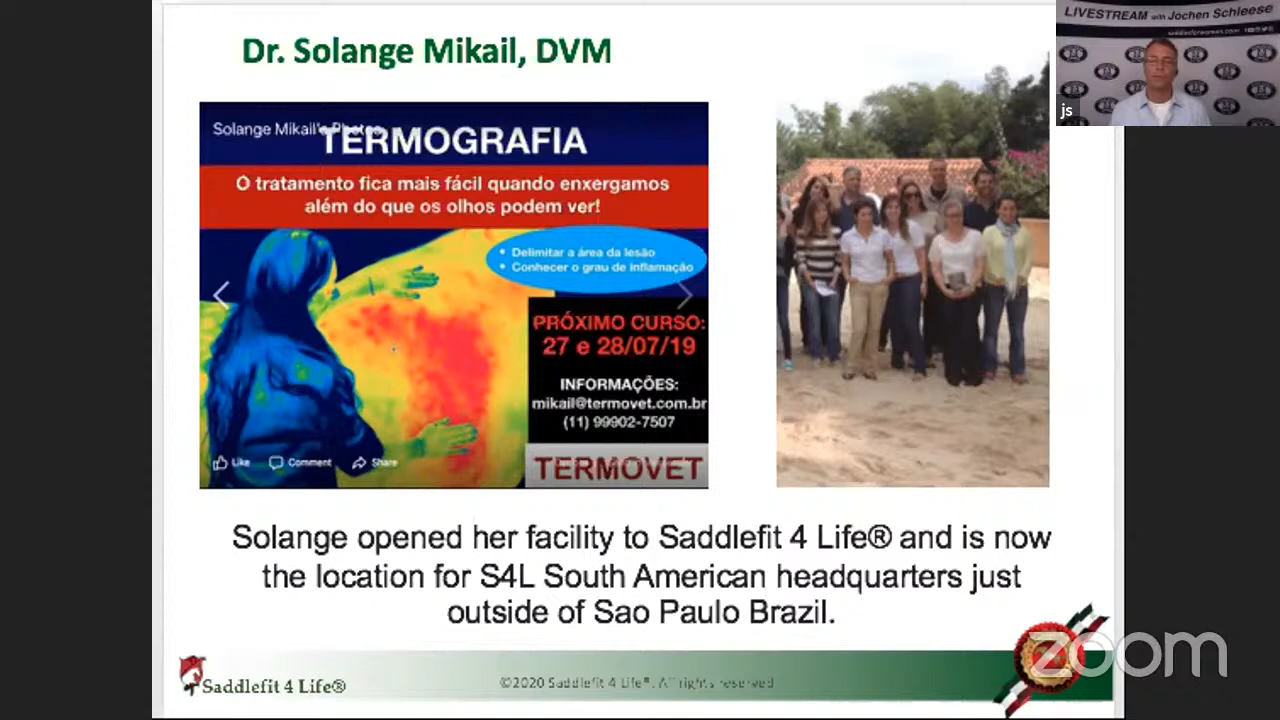 Dr. Solange Mikail, DVM
LIVESTREAM with Jochen Schleese
saddlesforwomen.com
js
Solange Mikail's Photos
TERMOGRAFIA
O tratamento fica mais fácil quando enxergamos
além do que os olhos podem ver!
• Delimitar a área da lesão
• Conhecer o grau de inflamação
PRÓXIMO CURSO:
27 e 28/07/19
INFORMAÇÕES:
mikail@termovet.com.br
(11) 99902-7507
TERMOVET
Like Comment Share
Solange opened her facility to Saddlefit 4 Life® and is now
the location for S4L South American headquarters just
outside of Sao Paulo Brazil.
Saddlefit 4 Life®
©2020 Saddlefit 4 Life®. All rights reserved
zoom